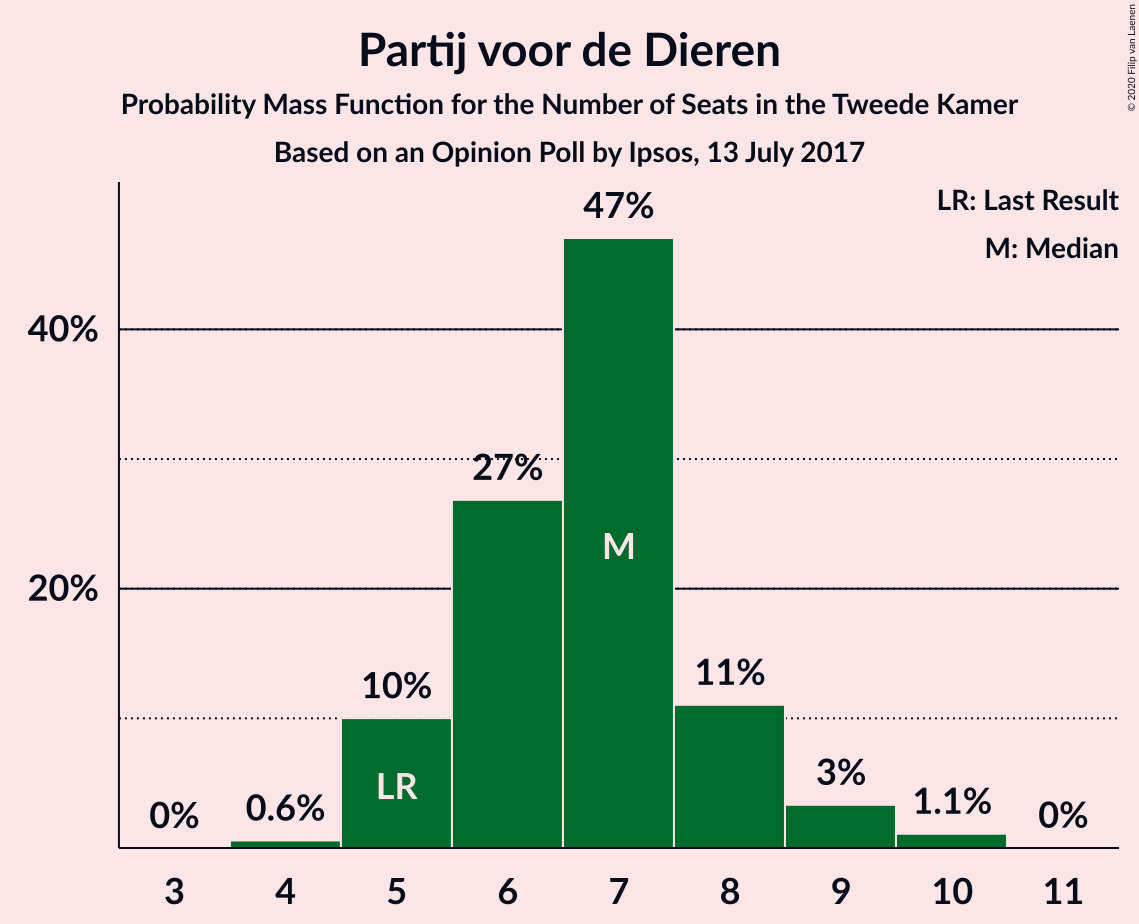 Partij voor de Dieren
Probability Mass Function for the Number of Seats in the Tweede Kamer
Based on an Opinion Poll by Ipsos, 13 July 2017
© 2020 Filip van Laenen
LR: Last Result
M: Median
40%
20%
0%
0.6%
10%
27%
47%
11%
3%
1.1%
0%
LR
M
3 4 5 6 7 8 9 10 11